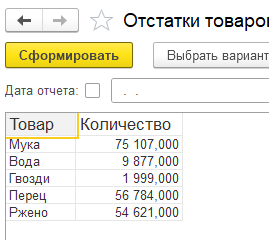 Отстатки товаров
Сформировать Выбрать вариант
Дата отчета: . .
Товар Количество
Мука 75 107,000
Вода 9 877,000
Гвозди 1 999,000
Перец 56 784,000
Ржено 54 621,000